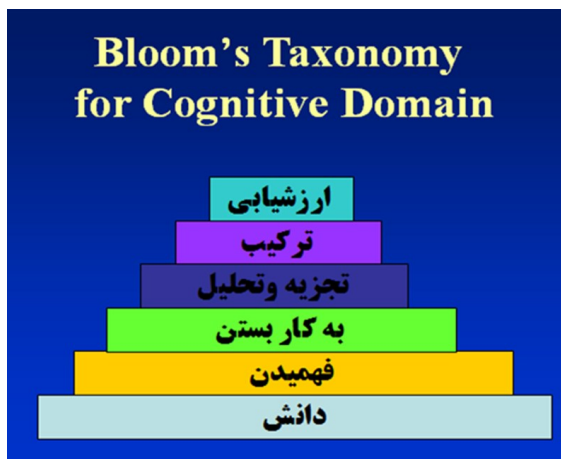 Bloom's Taxonomy
for Cognitive Domain
ارزشیابی
ترکیب
تجزیه وتحلیل
به کار بستن
فهمیدن
دانش